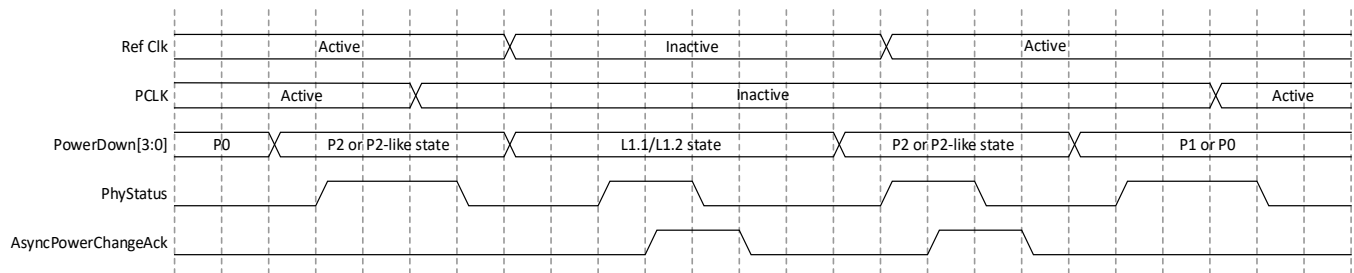 Ref Clk Active Inactive Active
PCLK Active Inactive Active
PowerDown[3:0] P0 P2 or P2-like state L1.1/L1.2 state P2 or P2-like state P1 or P0
PhyStatus
AsyncPowerChangeAck